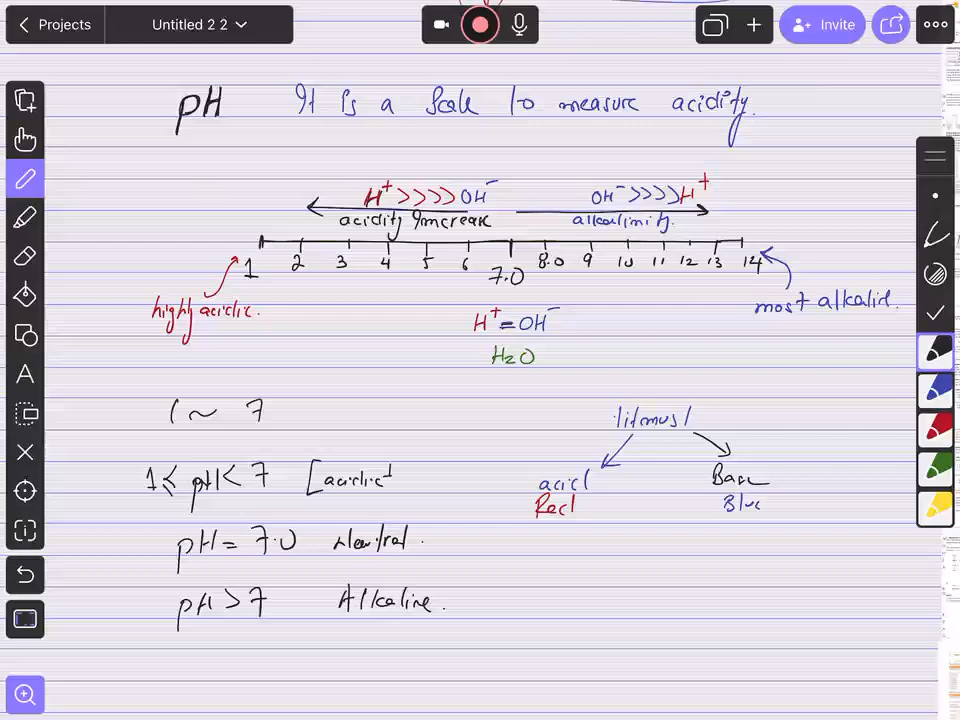 Projects
Untitled 2 2
Invite
pH It Is a Scale to measure acidity.
H+ >>>> OH- OH- >>>> H+
acidity increase alkalinity.
1 2 3 4 5 6 7.0 8.0 9 10 11 12 13 14
highly acidic. most alkalid.
H+ = OH-
H2O
1 ~ 7
litmust
1 < pH < 7 [acidic]
acid Base
Red Blue
pH = 7.0 Neutral.
pH > 7 Alkaline.